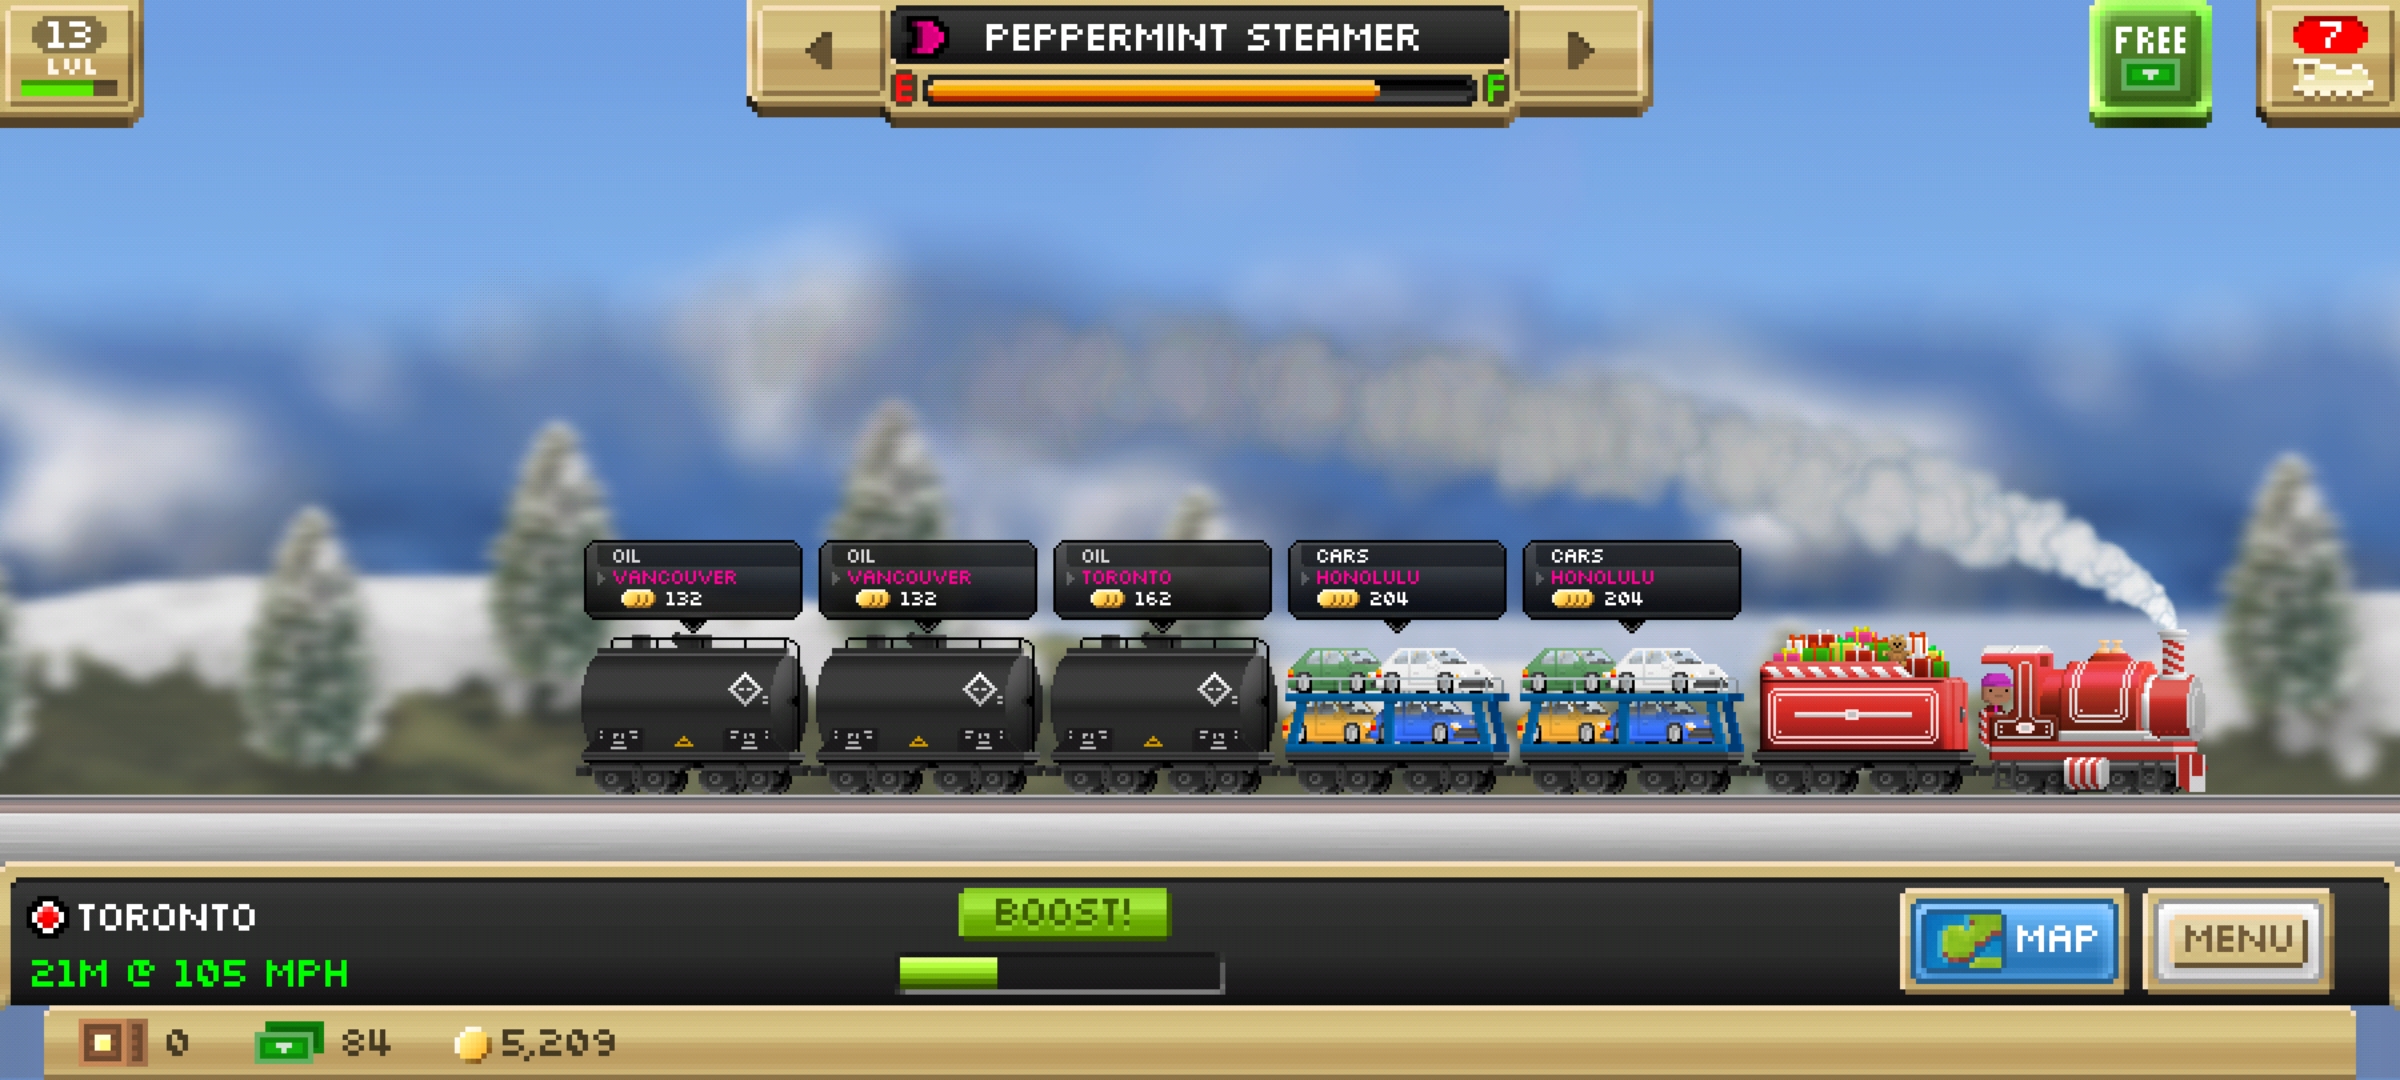 13
LVL
PEPPERMINT STEAMER
E F
FREE
7
OIL
VANCOUVER
132
OIL
VANCOUVER
132
OIL
TORONTO
162
CARS
HONOLULU
204
CARS
HONOLULU
204
TORONTO
21M @ 105 MPH
BOOST!
MAP
MENU
0
84
5,209